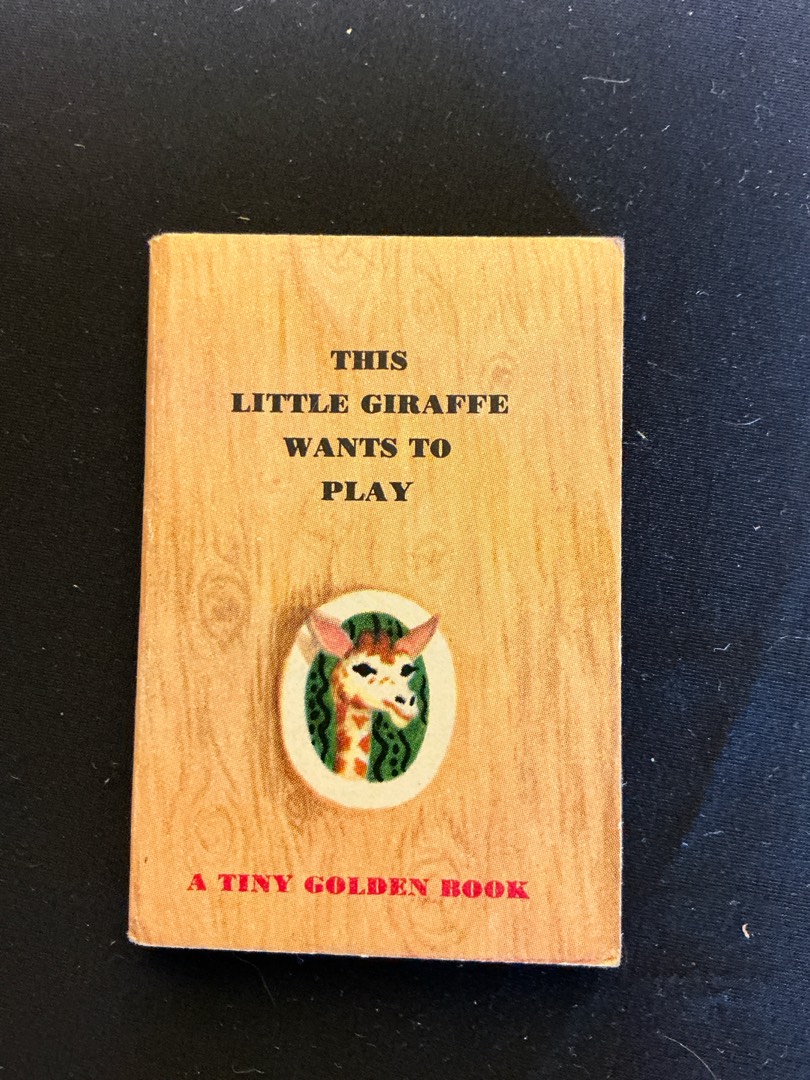 THIS
LITTLE GIRAFFE
WANTS TO
PLAY
A TINY GOLDEN BOOK